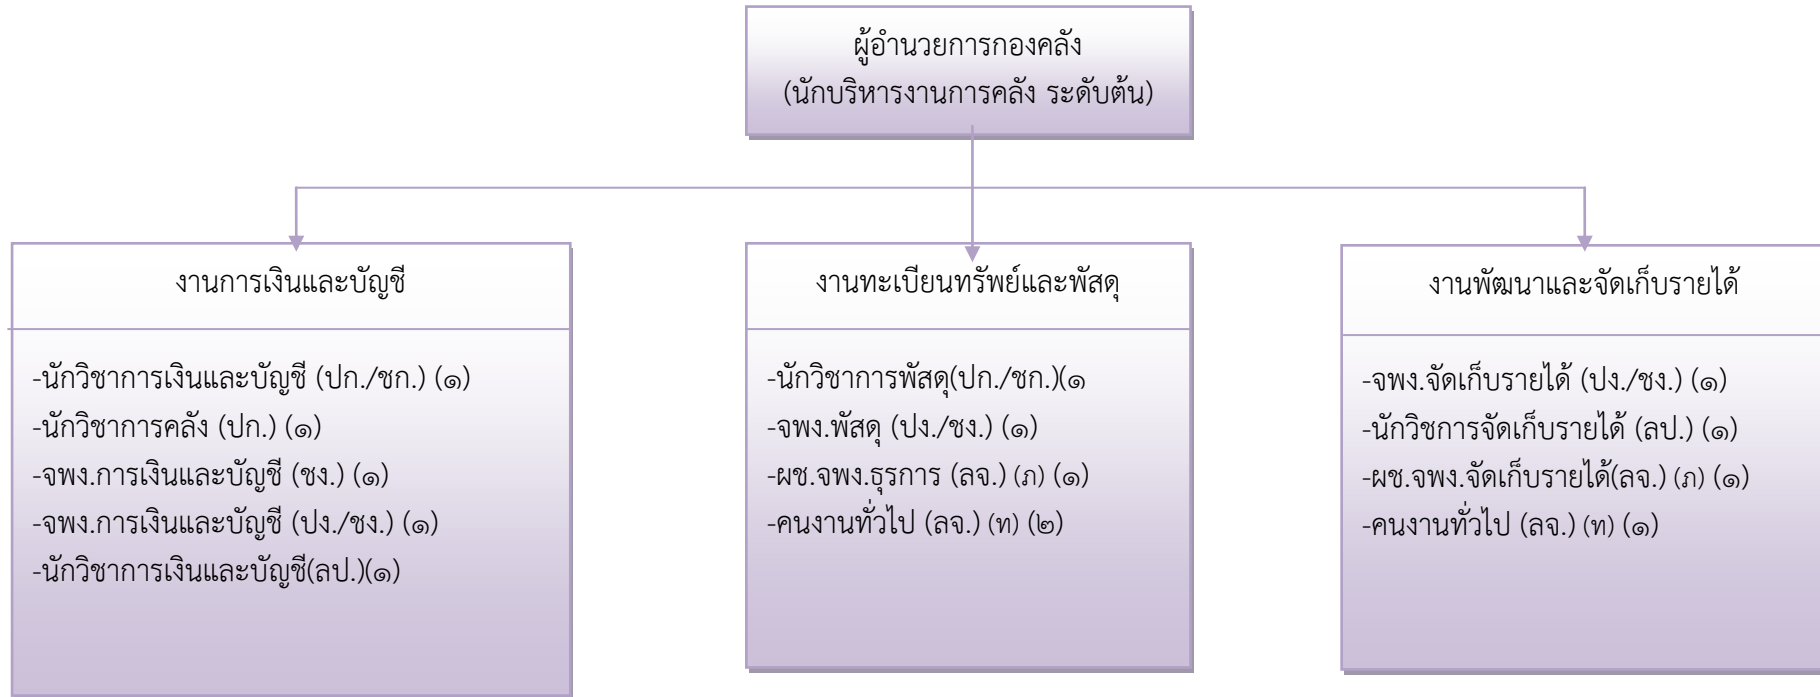 ผู้อำนวยการกองคลัง
(นักบริหารงานการคลัง ระดับต้น)
งานการเงินและบัญชี
-นักวิชาการเงินและบัญชี (ปก./ชก.) (๑)
-นักวิชาการคลัง (ปก.) (๑)
-จพง.การเงินและบัญชี (ชง.) (๑)
-จพง.การเงินและบัญชี (ปง./ชง.) (๑)
-นักวิชาการเงินและบัญชี(ลป.)(๑)
งานทะเบียนทรัพย์และพัสดุ
-นักวิชาการพัสดุ(ปก./ชก.)(๑
-จพง.พัสดุ (ปง./ชง.) (๑)
-ผช.จพง.ธุรการ (ลจ.) (ภ) (๑)
-คนงานทั่วไป (ลจ.) (ท) (๒)
งานพัฒนาและจัดเก็บรายได้
-จพง.จัดเก็บรายได้ (ปง./ชง.) (๑)
-นักวิชการจัดเก็บรายได้ (ลป.) (๑)
-ผช.จพง.จัดเก็บรายได้(ลจ.) (ภ) (๑)
-คนงานทั่วไป (ลจ.) (ท) (๑)